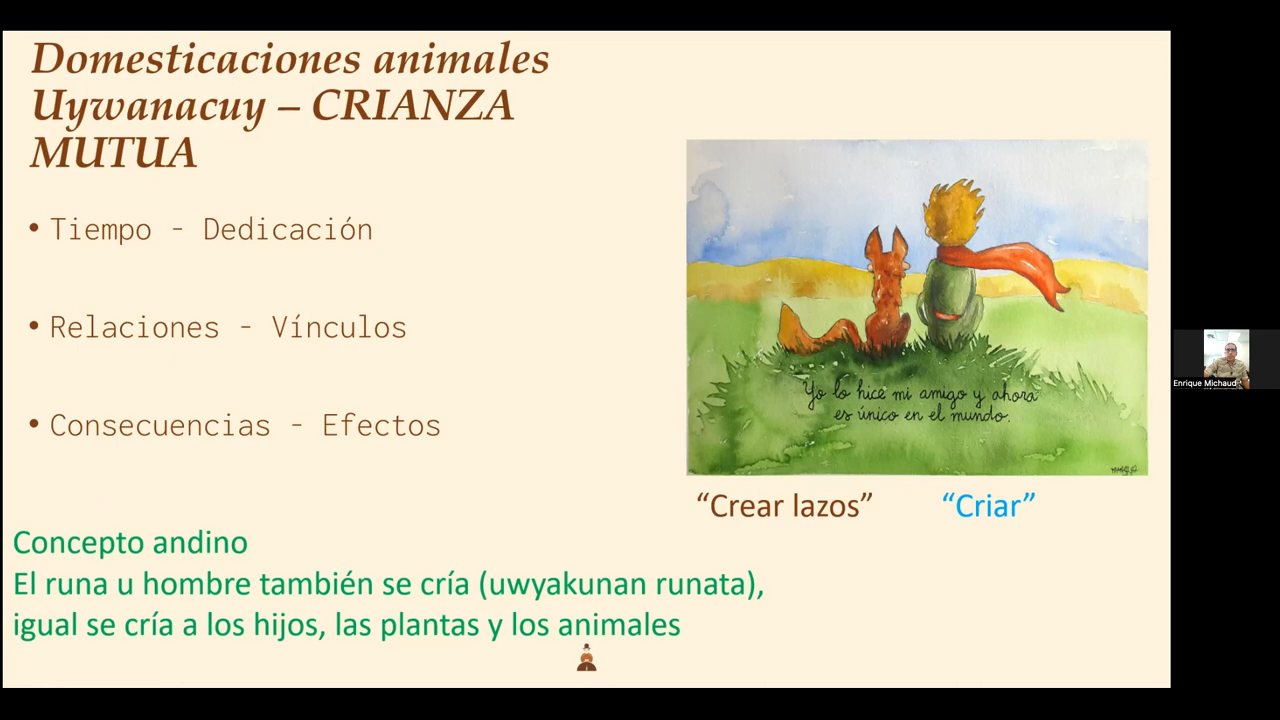 Domesticaciones animales
Uywanacuy – CRIANZA
MUTUA
• Tiempo - Dedicación
• Relaciones - Vínculos
• Consecuencias - Efectos
Yo lo hice mi amigo y ahora
es único en el mundo.
“Crear lazos” “Criar”
Concepto andino
El runa u hombre también se cría (uwyakunan runata),
igual se cría a los hijos, las plantas y los animales
Enrique Michaud